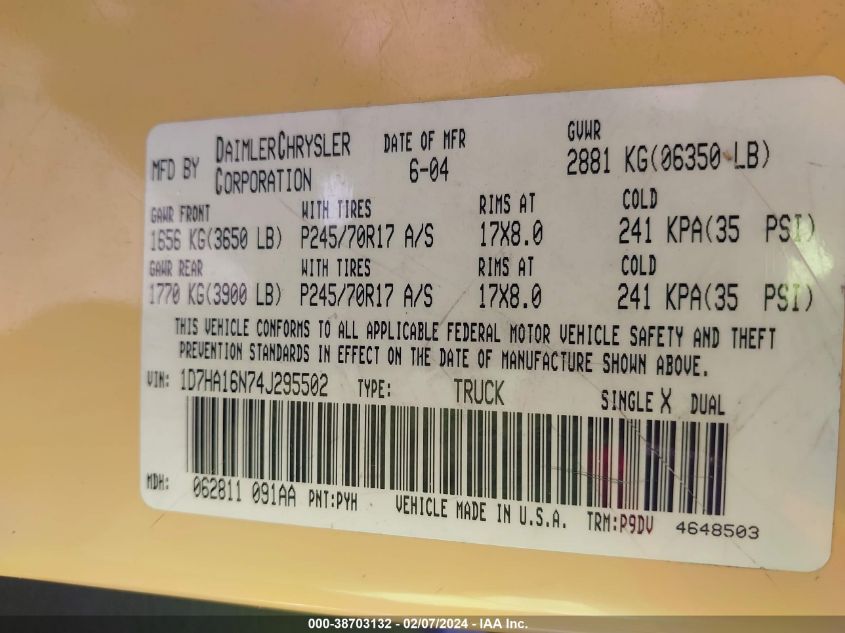 MFD BY DAIMLERCHRYSLER CORPORATION
DATE OF MFR 6-04
GVWR 2881 KG(06350 LB)
GAWR FRONT WITH TIRES RIMS AT COLD
1656 KG(3650 LB) P245/70R17 A/S 17X8.0 241 KPA(35 PSI)
GAWR REAR WITH TIRES RIMS AT COLD
1770 KG(3900 LB) P245/70R17 A/S 17X8.0 241 KPA(35 PSI)
THIS VEHICLE CONFORMS TO ALL APPLICABLE FEDERAL MOTOR VEHICLE SAFETY AND THEFT
PREVENTION STANDARDS IN EFFECT ON THE DATE OF MANUFACTURE SHOWN ABOVE.
VIN: 1D7HA16N74J295502 TYPE: TRUCK SINGLE X DUAL
MDH: 062811 091AA PNT:PYH VEHICLE MADE IN U.S.A. TRM:P9DV 4648503
000-38703132 - 02/07/2024 - IAA Inc.